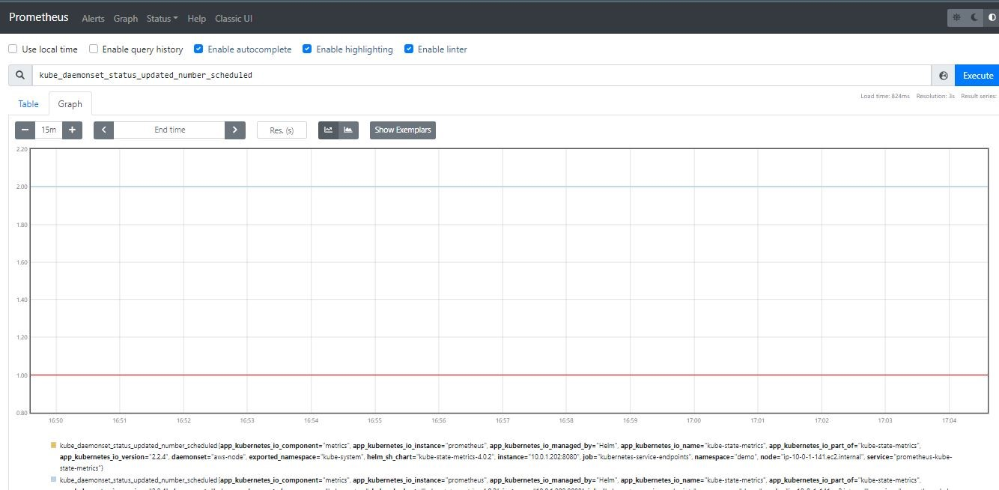 Prometheus Alerts Graph Status Help Classic UI
Use local time Enable query history Enable autocomplete Enable highlighting Enable linter
kube_daemonset_status_updated_number_scheduled Execute
Load time: 824ms Resolution: 3s Result series:
Table Graph
− 15m + End time Res. (s) Show Exemplars
2.20
2.00
1.80
1.60
1.40
1.20
1.00
0.80
16:50 16:51 16:52 16:53 16:54 16:55 16:56 16:57 16:58 16:59 17:00 17:01 17:02 17:03 17:04
kube_daemonset_status_updated_number_scheduled{app_kubernetes_io_component="metrics", app_kubernetes_io_instance="prometheus", app_kubernetes_io_managed_by="Helm", app_kubernetes_io_name="kube-state-metrics", app_kubernetes_io_part_of="kube-state-metrics",
app_kubernetes_io_version="2.2.4", daemonset="aws-node", exported_namespace="kube-system", helm_sh_chart="kube-state-metrics-4.0.2", instance="10.0.1.202:8080", job="kubernetes-service-endpoints", namespace="demo", node="ip-10-0-1-141.ec2.internal", service="prometheus-kube-
state-metrics"}
kube_daemonset_status_updated_number_scheduled{app_kubernetes_io_component="metrics", app_kubernetes_io_instance="prometheus", app_kubernetes_io_managed_by="Helm", app_kubernetes_io_name="kube-state-metrics", app_kubernetes_io_part_of="kube-state-metrics",